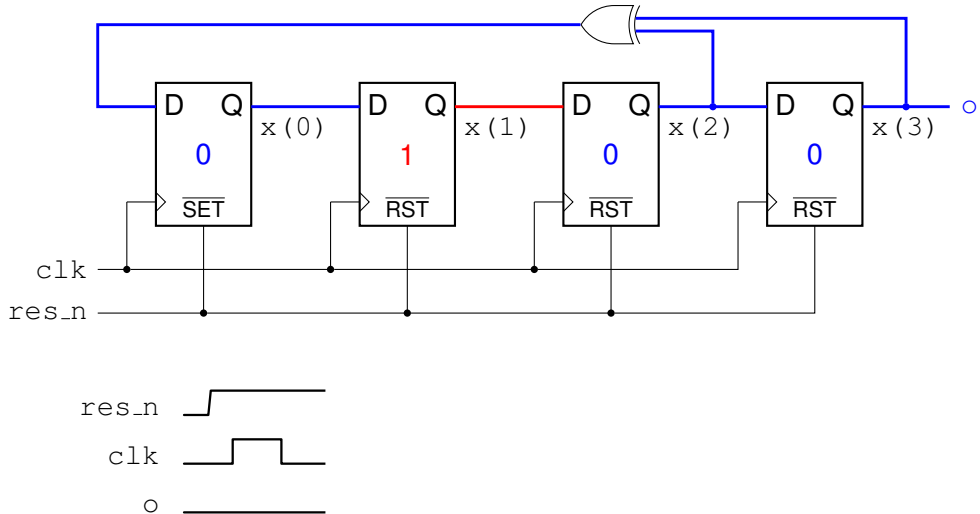 D Q D Q D Q D Q o
x(0) x(1) x(2) x(3)
0 1 0 0
SET RST RST RST
clk
res_n
res_n
clk
o